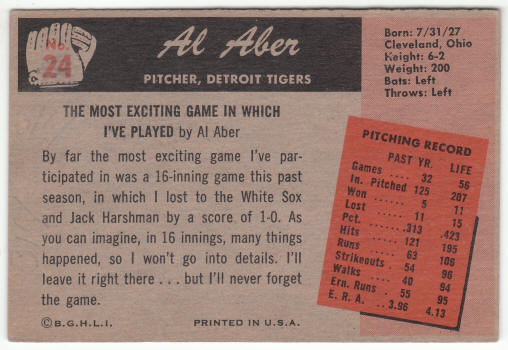 No.
24
Al Aber
PITCHER, DETROIT TIGERS
Born: 7/31/27
Cleveland, Ohio
Height: 6-2
Weight: 200
Bats: Left
Throws: Left
THE MOST EXCITING GAME IN WHICH
I'VE PLAYED by Al Aber
By far the most exciting game I've par-
ticipated in was a 16-inning game this past
season, in which I lost to the White Sox
and Jack Harshman by a score of 1-0. As
you can imagine, in 16 innings, many things
happened, so I won't go into details. I'll
leave it right there . . . but I'll never forget
the game.
PITCHING RECORD
PAST YR. LIFE
Games 32 56
In. Pitched 125 207
Won 5 11
Lost 11 15
Pct. .313 .423
Hits 121 195
Runs 63 106
Strikeouts 54 96
Walks 40 94
Ern. Runs 55 95
E. R. A. 3.96 4.13
©B.G.H.L.I. PRINTED IN U.S.A.